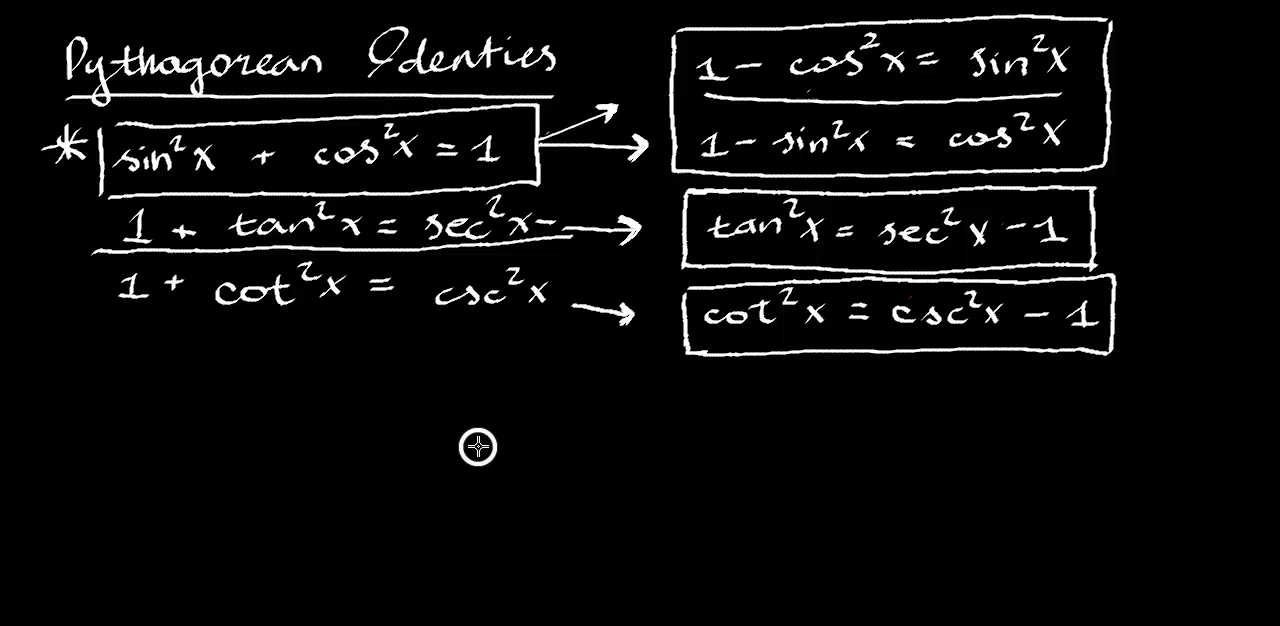 Pythagorean Identies
* sin²x + cos²x = 1
1 + tan²x = sec²x -
1 + cot²x = csc²x
1 - cos²x = sin²x
1 - sin²x = cos²x
tan²x = sec²x - 1
cot²x = csc²x - 1